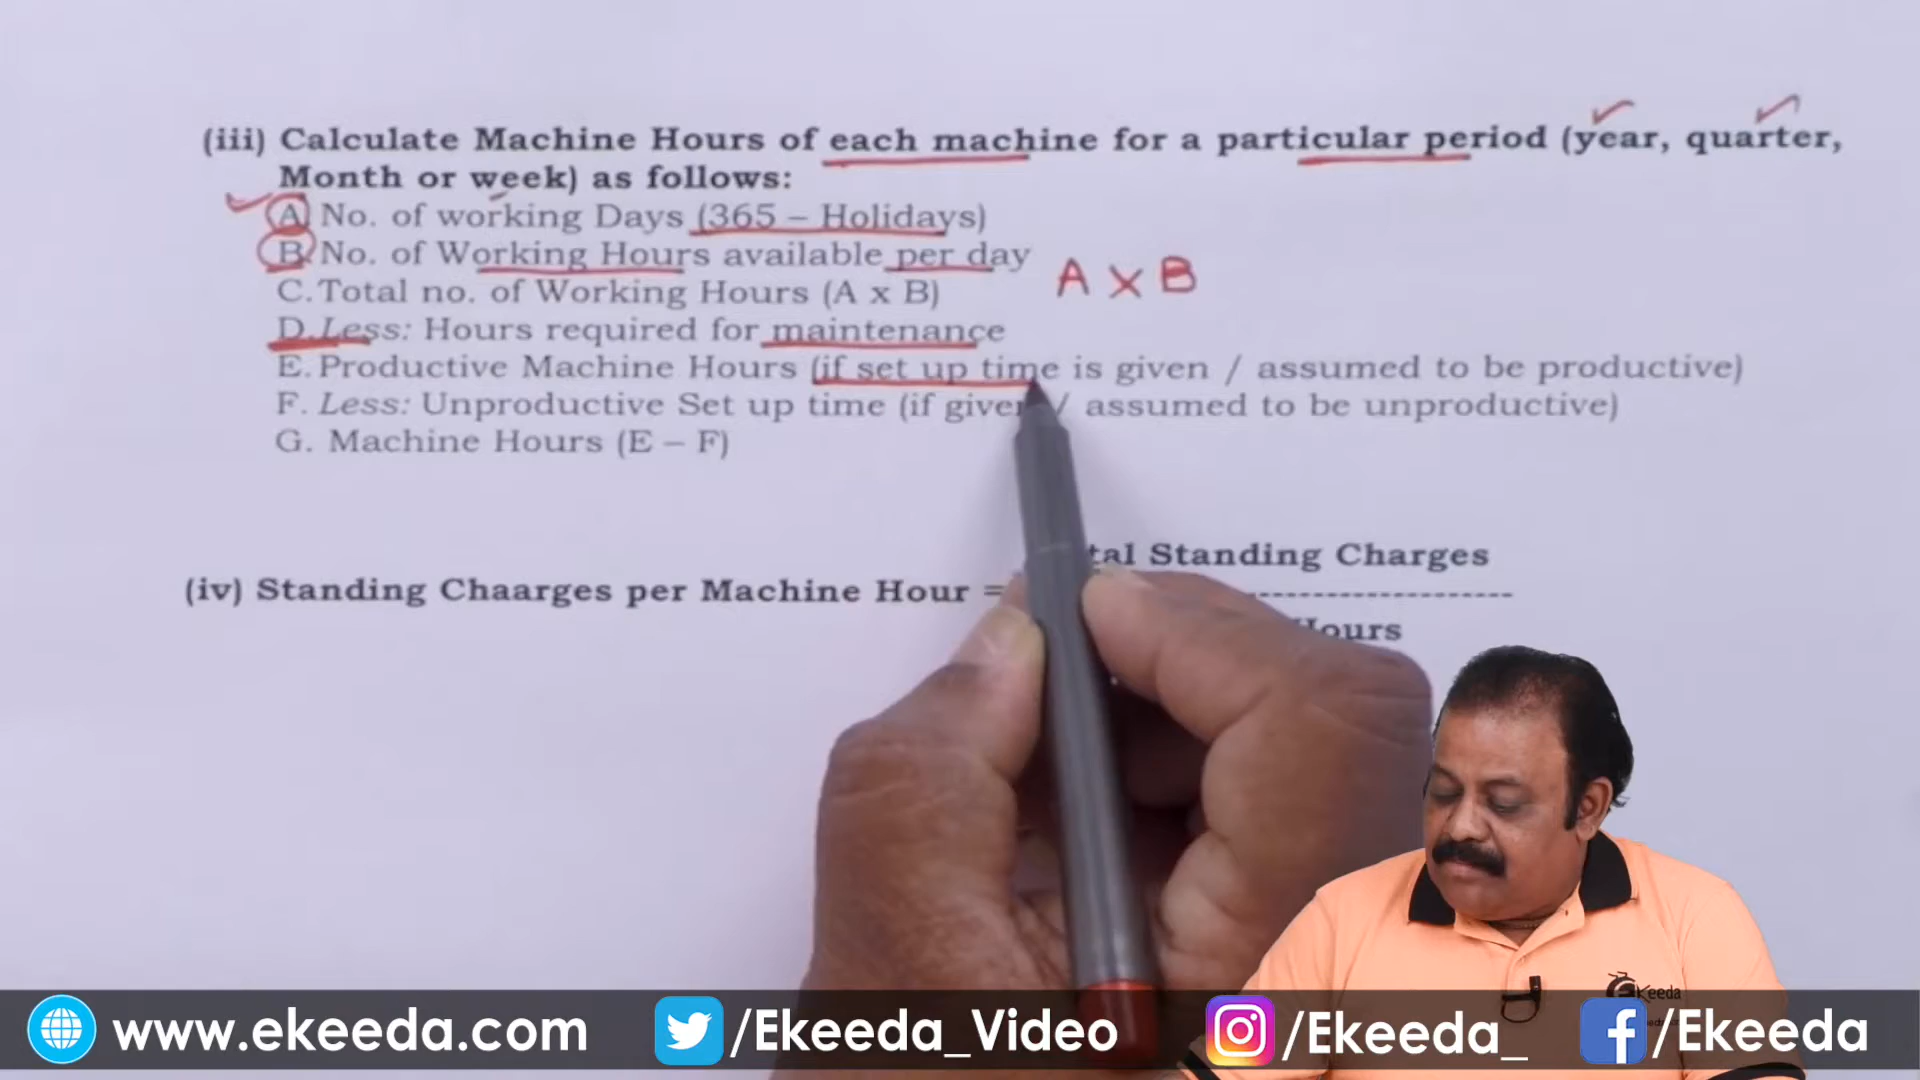 (iii) Calculate Machine Hours of each machine for a particular period (year, quarter,
Month or week) as follows:
A. No. of working Days (365 – Holidays)
B. No. of Working Hours available per day
A X B
C. Total no. of Working Hours (A x B)
D. Less: Hours required for maintenance
E. Productive Machine Hours (if set up time is given / assumed to be productive)
F. Less: Unproductive Set up time (if given / assumed to be unproductive)
G. Machine Hours (E – F)
Standing Charges
(iv) Standing Chaarges per Machine Hour =
Hours
Keeda
www.ekeeda.com
/Ekeeda_Video
/Ekeeda_
/Ekeeda